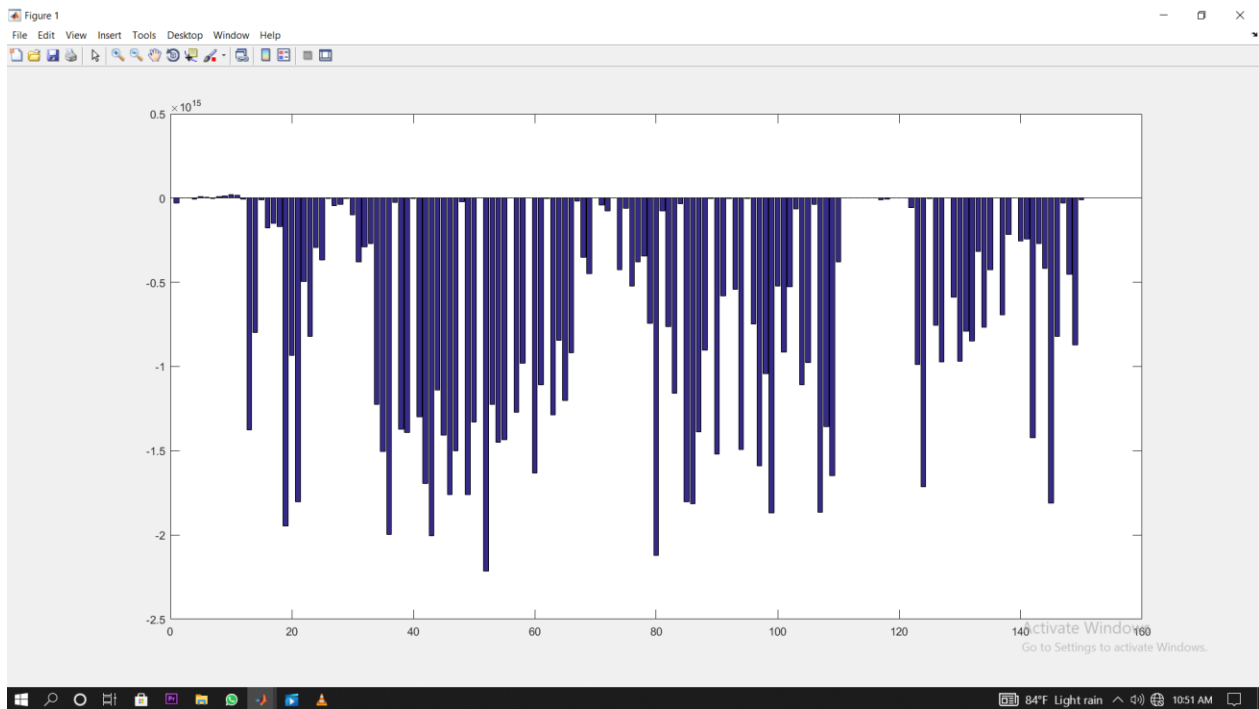 Figure 1
File Edit View Insert Tools Desktop Window Help
× 10¹⁵
0.5
0
-0.5
-1
-1.5
-2
-2.5
0 20 40 60 80 100 120 140 160
Activate Windows
Go to Settings to activate Windows.
Pr
84°F Light rain 10:51 AM